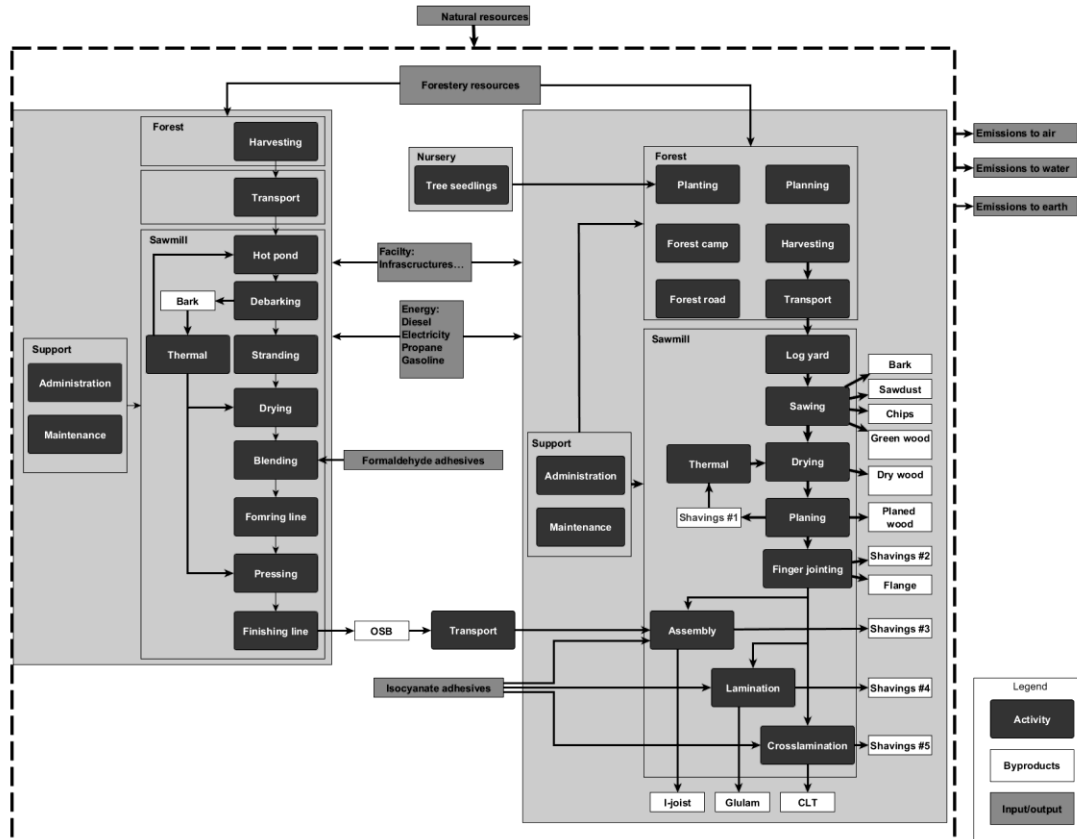 Natural resources
Forestery resources
Emissions to air
Emissions to water
Emissions to earth
Forest
Harvesting
Transport
Sawmill
Hot pond
Debarking
Bark
Thermal
Stranding
Drying
Blending
Fomring line
Pressing
Finishing line
Support
Administration
Maintenance
Nursery
Tree seedlings
Facilty:
Infrascructures...
Energy:
Diesel
Electricity
Propane
Gasoline
Formaldehyde adhesives
OSB
Transport
Isocyanate adhesives
Forest
Planting
Planning
Forest camp
Harvesting
Forest road
Transport
Support
Administration
Maintenance
Sawmill
Log yard
Sawing
Bark
Sawdust
Chips
Green wood
Thermal
Drying
Dry wood
Shavings #1
Planing
Planed
wood
Finger jointing
Shavings #2
Flange
Assembly
Shavings #3
Lamination
Shavings #4
Crosslamination
Shavings #5
I-joist
Glulam
CLT
Legend
Activity
Byproducts
Input/output